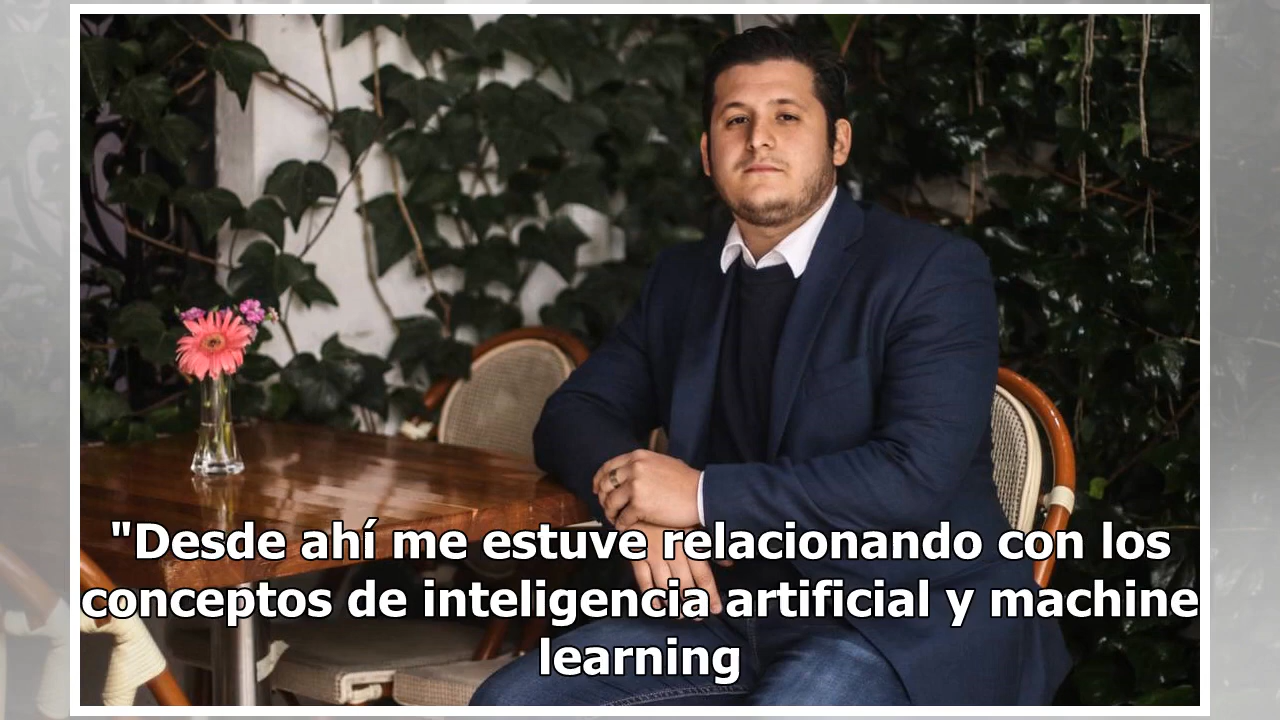 "Desde ahí me estuve relacionando con los
conceptos de inteligencia artificial y machine
learning